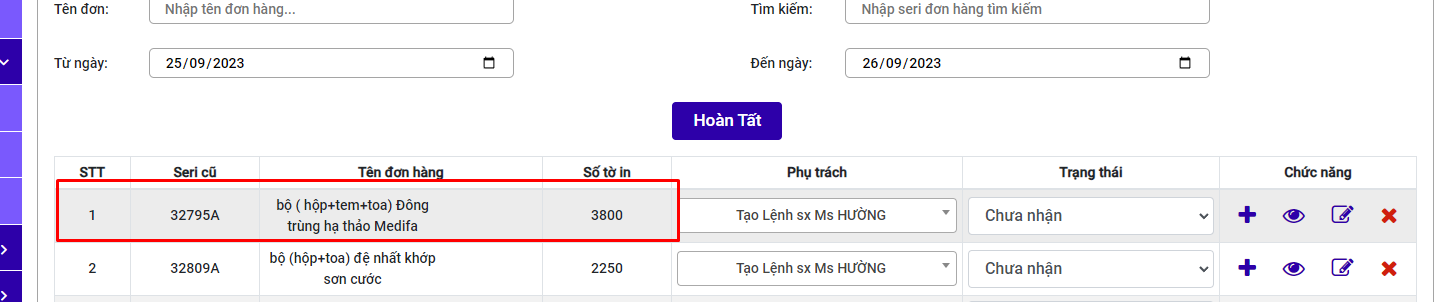 Tên đơn: Nhập tên đơn hàng... Tìm kiếm: Nhập seri đơn hàng tìm kiếm
Từ ngày: 25/09/2023 Đến ngày: 26/09/2023
Hoàn Tất
STT Seri cũ Tên đơn hàng Số tờ in Phụ trách Trạng thái Chức năng
1 32795A bộ ( hộp+tem+toa) Đông 3800 Tạo Lệnh sx Ms HƯỜNG Chưa nhận
trùng hạ thảo Medifa
2 32809A bộ (hộp+toa) đệ nhất khớp 2250 Tạo Lệnh sx Ms HƯỜNG Chưa nhận
sơn cước